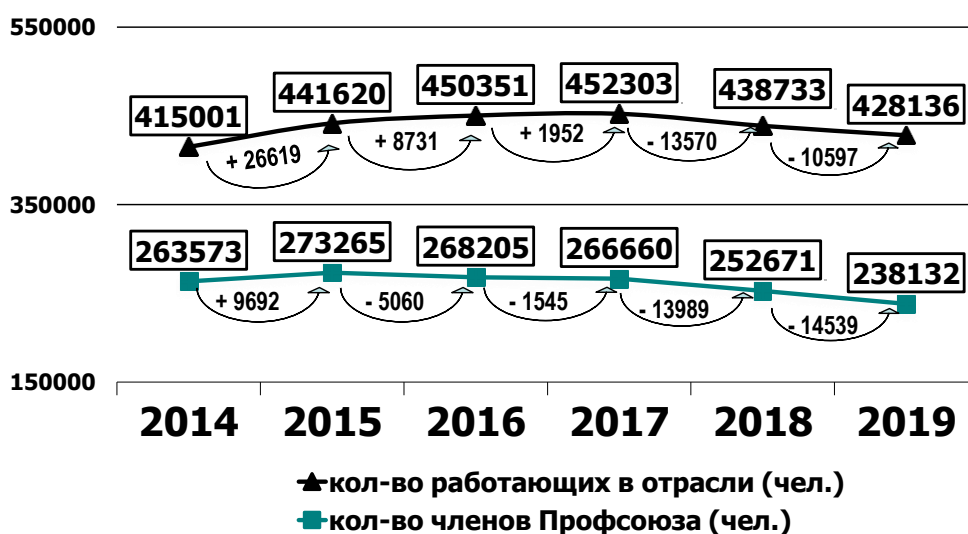 550000
415001 441620 450351 452303 438733 428136
+ 26619 + 8731 + 1952 - 13570 - 10597
350000
263573 273265 268205 266660 252671 238132
+ 9692 - 5060 - 1545 - 13989 - 14539
150000
2014 2015 2016 2017 2018 2019
кол-во работающих в отрасли (чел.)
кол-во членов Профсоюза (чел.)